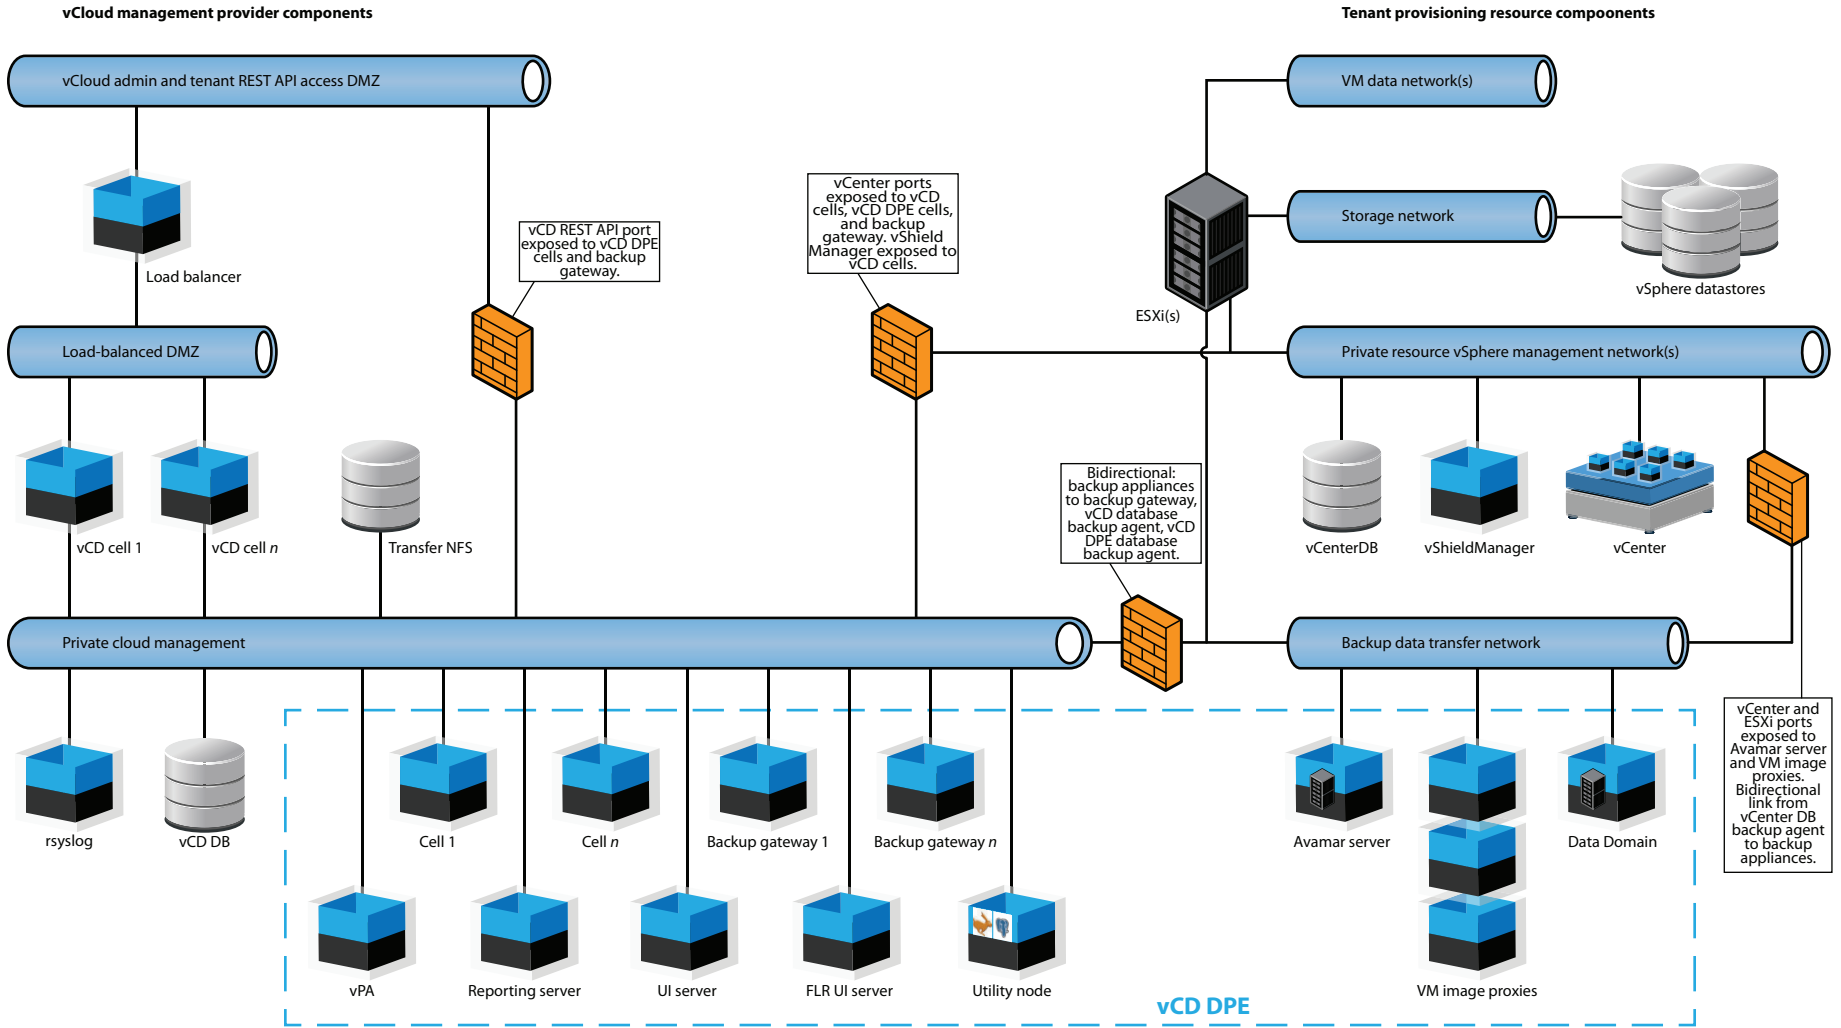 vCloud management provider components
Tenant provisioning resource compoonents
vCloud admin and tenant REST API access DMZ
VM data network(s)
Load balancer
vCD REST API port
exposed to vCD DPE
cells and backup
gateway.
vCenter ports
exposed to vCD
cells, vCD DPE cells,
and backup
gateway. vShield
Manager exposed to
vCD cells.
Storage network
vSphere datastores
ESXi(s)
Load-balanced DMZ
Private resource vSphere management network(s)
vCD cell 1
vCD cell n
Transfer NFS
Bidirectional:
backup appliances
to backup gateway,
vCD database
backup agent, vCD
DPE database
backup agent.
vCenterDB
vShieldManager
vCenter
Private cloud management
Backup data transfer network
vCenter and
ESXi ports
exposed to
Avamar server
and VM image
proxies.
Bidirectional
link from
vCenter DB
backup agent
to backup
appliances.
rsyslog
vCD DB
Cell 1
Cell n
Backup gateway 1
Backup gateway n
Avamar server
Data Domain
vPA
Reporting server
UI server
FLR UI server
Utility node
VM image proxies
vCD DPE